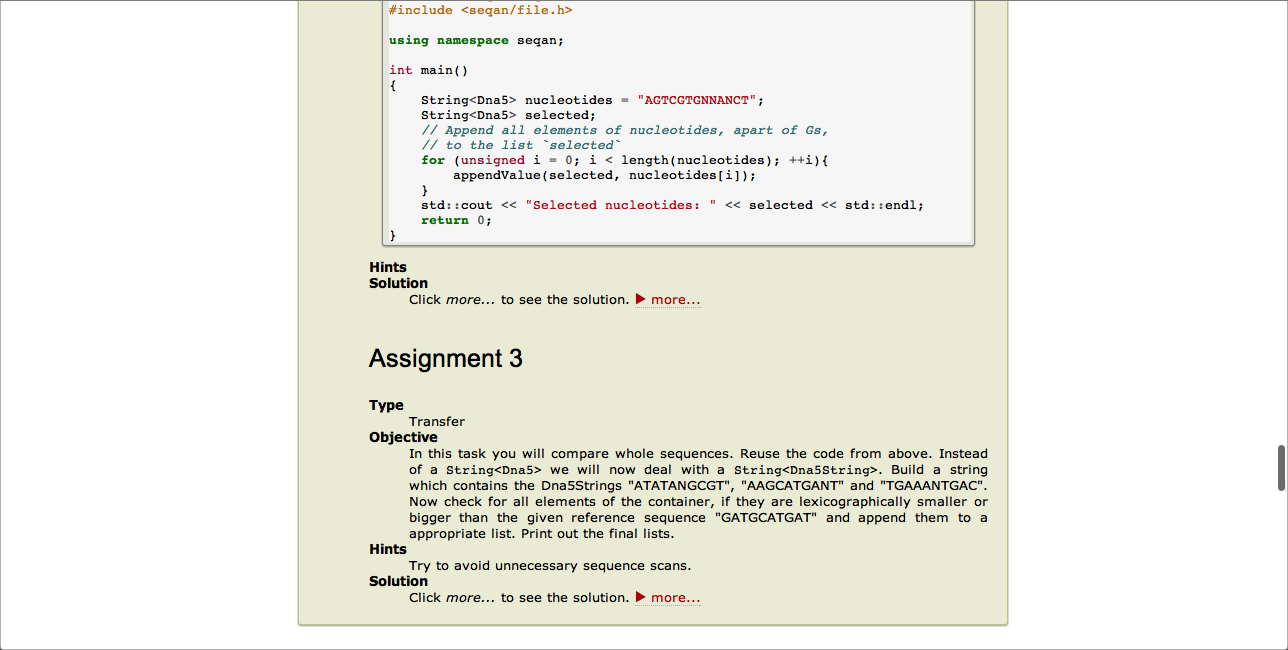 #include <seqan/file.h>
using namespace seqan;
int main()
{
String<Dna5> nucleotides = "AGTCGTGNNANCT";
String<Dna5> selected;
// Append all elements of nucleotides, apart of Gs,
// to the list `selected`
for (unsigned i = 0; i < length(nucleotides); ++i){
appendValue(selected, nucleotides[i]);
}
std::cout << "Selected nucleotides: " << selected << std::endl;
return 0;
}
Hints
Solution
Click more... to see the solution. ▶ more...
Assignment 3
Type
Transfer
Objective
In this task you will compare whole sequences. Reuse the code from above. Instead
of a String<Dna5> we will now deal with a String<Dna5String>. Build a string
which contains the Dna5Strings "ATATANGCGT", "AAGCATGANT" and "TGAAANTGAC".
Now check for all elements of the container, if they are lexicographically smaller or
bigger than the given reference sequence "GATGCATGAT" and append them to a
appropriate list. Print out the final lists.
Hints
Try to avoid unnecessary sequence scans.
Solution
Click more... to see the solution. ▶ more...